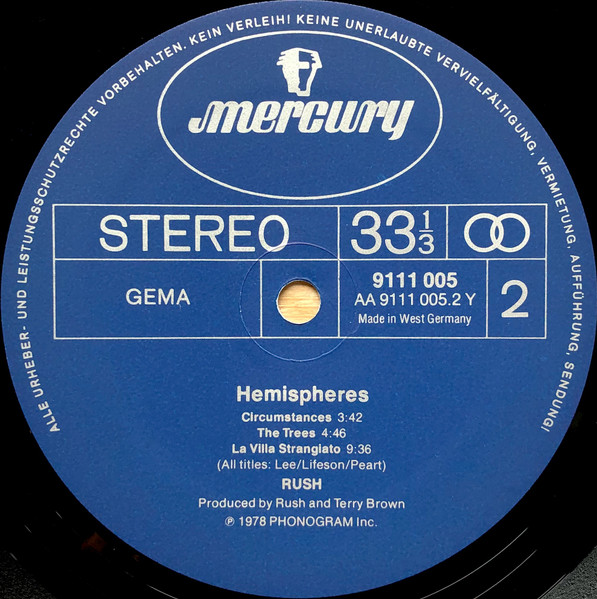 ALLE URHEBER- UND LEISTUNGSSCHUTZRECHTE VORBEHALTEN. KEIN VERLEIH! KEINE UNERLAUBTE VERVIELFÄLTIGUNG, VERMIETUNG, AUFFÜHRUNG, SENDUNG!
mercury
STEREO
33 1/3
GEMA
9111 005
AA 9111 005.2 Y
Made in West Germany
2
Hemispheres
Circumstances 3:42
The Trees 4:46
La Villa Strangiato 9:36
(All titles: Lee/Lifeson/Peart)
RUSH
Produced by Rush and Terry Brown
℗ 1978 PHONOGRAM Inc.